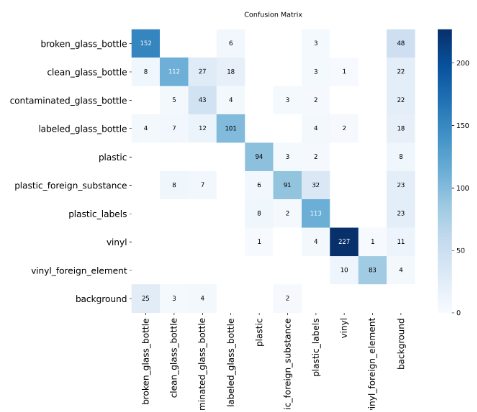 Confusion Matrix
broken_glass_bottle 152 6 3 48
clean_glass_bottle 8 112 27 18 3 1 22
contaminated_glass_bottle 5 43 4 3 2 22
labeled_glass_bottle 4 7 12 101 4 2 18
plastic 94 3 2 8
plastic_foreign_substance 8 7 6 91 32 23
plastic_labels 8 2 113 23
vinyl 1 4 227 1 11
vinyl_foreign_element 10 83 4
background 25 3 4 2
broken_glass_bottle
clean_glass_bottle
minated_glass_bottle
labeled_glass_bottle
plastic
ic_foreign_substance
plastic_labels
vinyl
vinyl_foreign_element
background
200
150
100
50
0